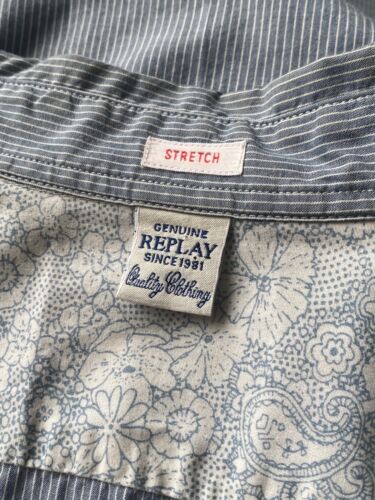 STRETCH
GENUINE
REPLAY
SINCE 1981
Quality Clothing